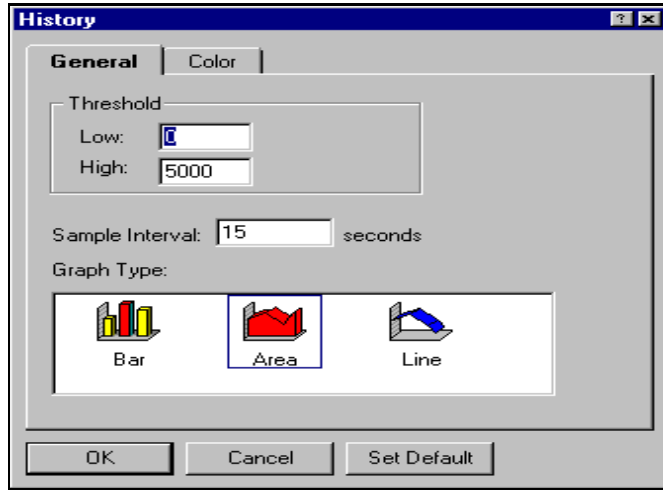 History
General Color
Threshold
Low: 0
High: 5000
Sample Interval: 15 seconds
Graph Type:
Bar Area Line
OK Cancel Set Default